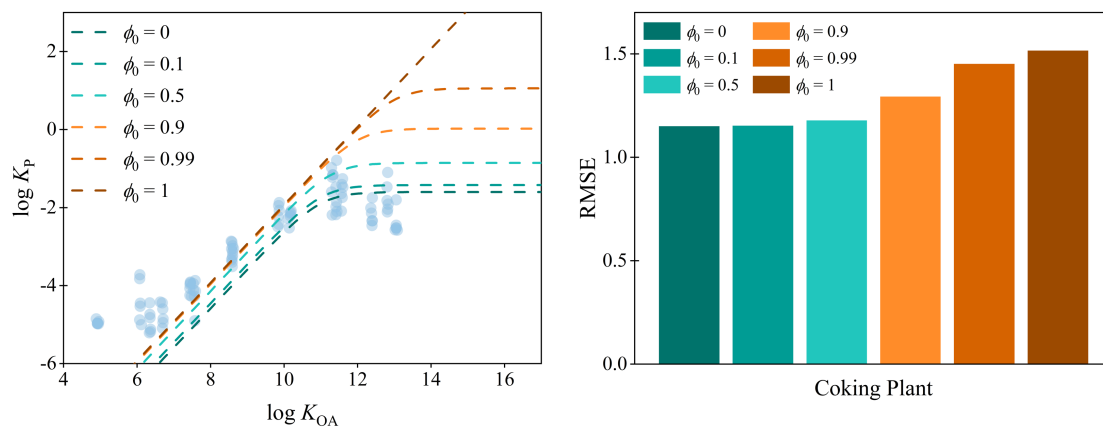 ϕ0 = 0
ϕ0 = 0.1
ϕ0 = 0.5
ϕ0 = 0.9
ϕ0 = 0.99
ϕ0 = 1
2
0
-2
-4
-6
4
6
8
10
12
14
16
log KP
log KOA
ϕ0 = 0
ϕ0 = 0.9
ϕ0 = 0.1
ϕ0 = 0.99
ϕ0 = 0.5
ϕ0 = 1
1.5
1.0
0.5
0.0
RMSE
Coking Plant